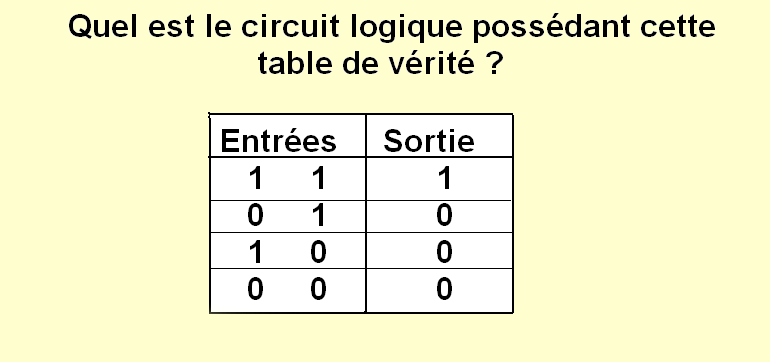 Quel est le circuit logique possédant cette
table de vérité ?
Entrées Sortie
1 1 1
0 1 0
1 0 0
0 0 0